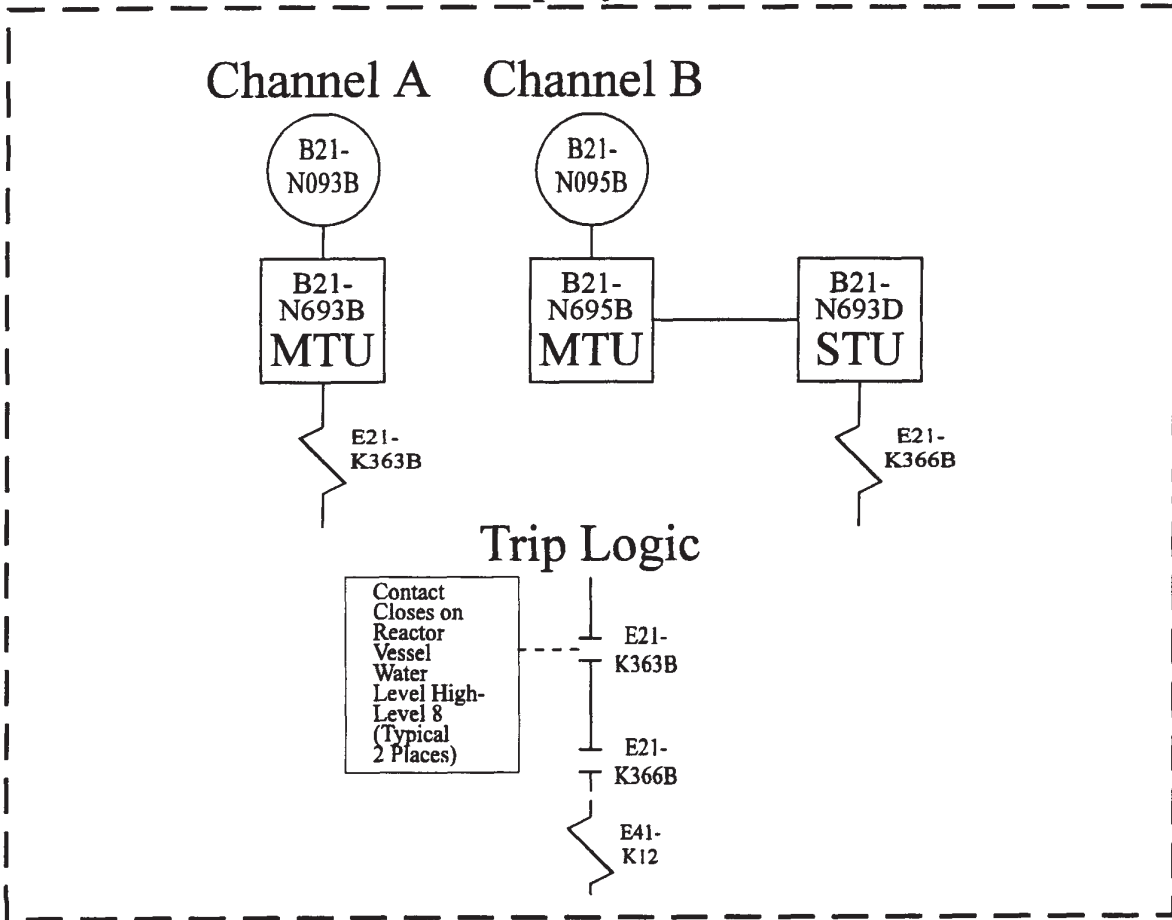 Channel A
Channel B
B21-
N093B
B21-
N095B
B21-
N693B
MTU
B21-
N695B
MTU
B21-
N693D
STU
E21-
K363B
E21-
K366B
Trip Logic
Contact
Closes on
Reactor
Vessel
Water
Level High-
Level 8
(Typical
2 Places)
E21-
K363B
E21-
K366B
E41-
K12